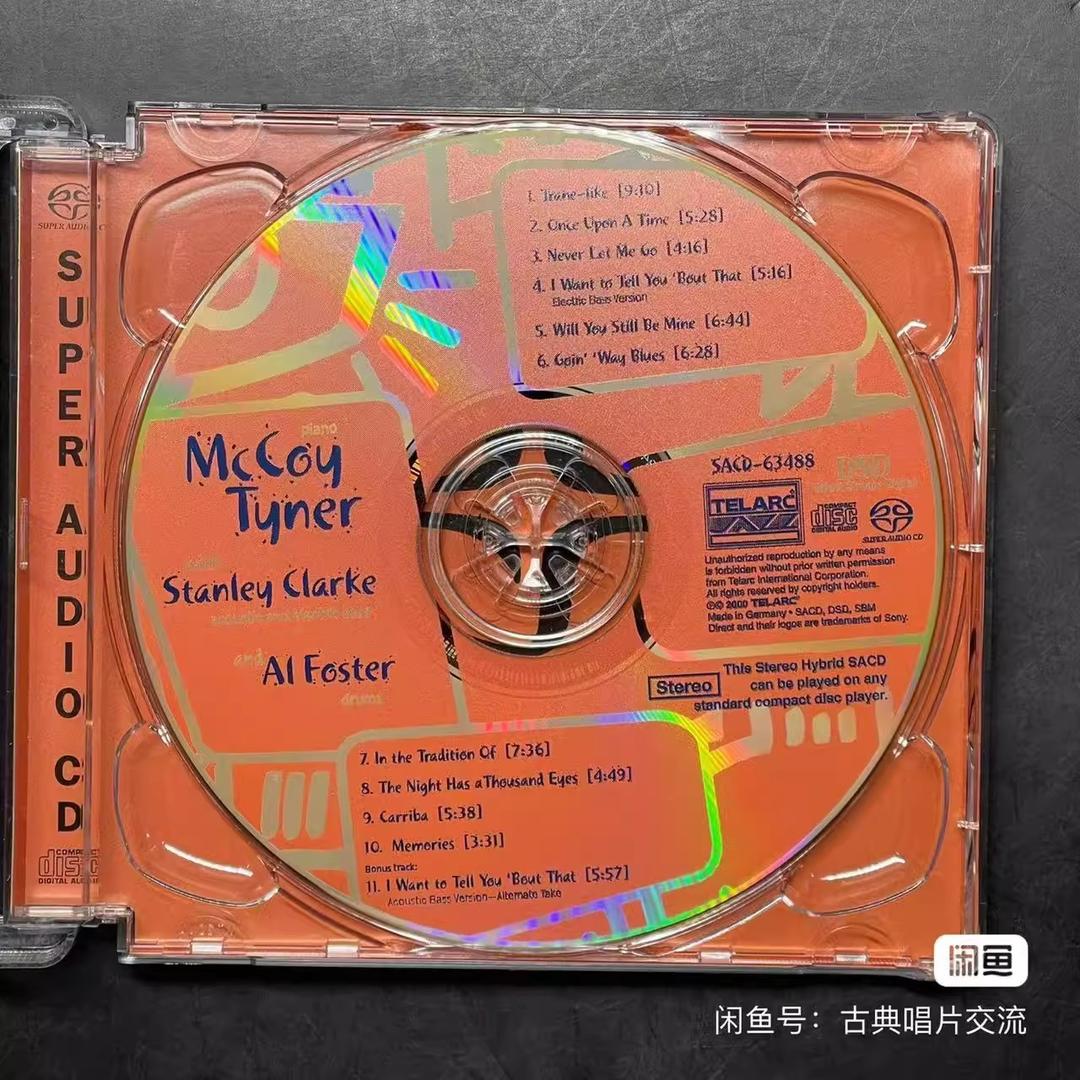 SUPER AUDIO CD
SUPER AUDIO CD
COMPACT
disc
DIGITAL AUDIO
1. Trane-like [9:10]
2. Once Upon A Time [5:28]
3. Never Let Me Go [4:16]
4. I Want to Tell You 'Bout That [5:16]
Electric Bass Version
5. Will You Still Be Mine [6:44]
6. Goin' 'Way Blues [6:28]
piano
McCoy
Tyner
Stanley Clarke
and
Al Foster
drums
SACD-63488
TELARC
JAZZ
COMPACT
disc
DIGITAL AUDIO
SUPER AUDIO CD
Unauthorized reproduction by any means
is forbidden without prior written permission
from Telarc International Corporation.
All rights reserved by copyright holders.
℗© 2000 TELARC®
Made in Germany • SACD, DSD, SBM
Direct and their logos are trademarks of Sony.
Stereo
This Stereo Hybrid SACD
can be played on any
standard compact disc player.
7. In the Tradition Of [7:36]
8. The Night Has a Thousand Eyes [4:49]
9. Carriba [5:38]
10. Memories [3:31]
Bonus track:
11. I Want to Tell You 'Bout That [5:57]
Acoustic Bass Version—Alternate Take
闲鱼
闲鱼号：古典唱片交流